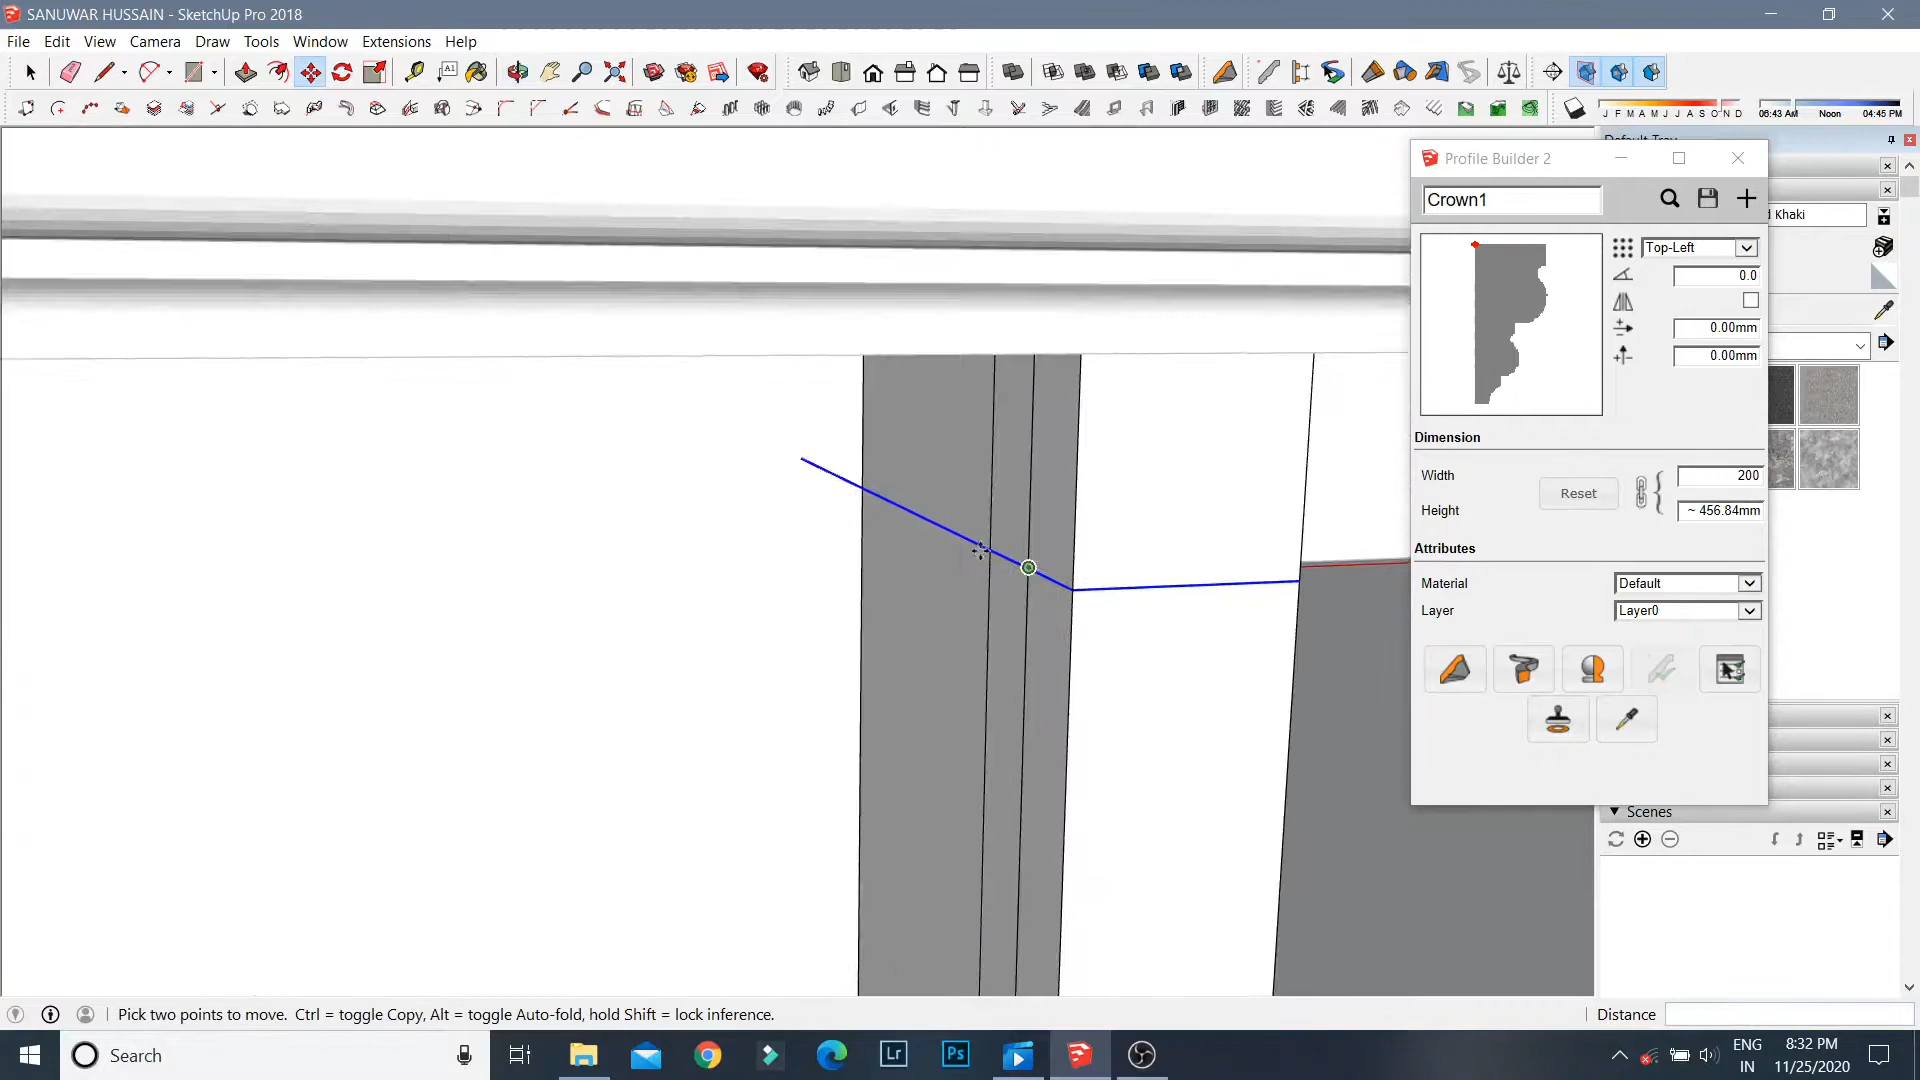 SANUWAR HUSSAIN - SketchUp Pro 2018
File Edit View Camera Draw Tools Window Extensions Help
A1
J F M A M J J A S O N D 06:43 AM Noon 04:45 PM
Profile Builder 2
Crown1
d Khaki
Top-Left
0.0
0.00mm
0.00mm
Dimension
Width 200
Reset
Height ~ 456.84mm
Attributes
Material Default
Layer Layer0
Scenes
Pick two points to move. Ctrl = toggle Copy, Alt = toggle Auto-fold, hold Shift = lock inference.
Distance
Search
Lr
Ps
ENG
IN
8:32 PM
11/25/2020